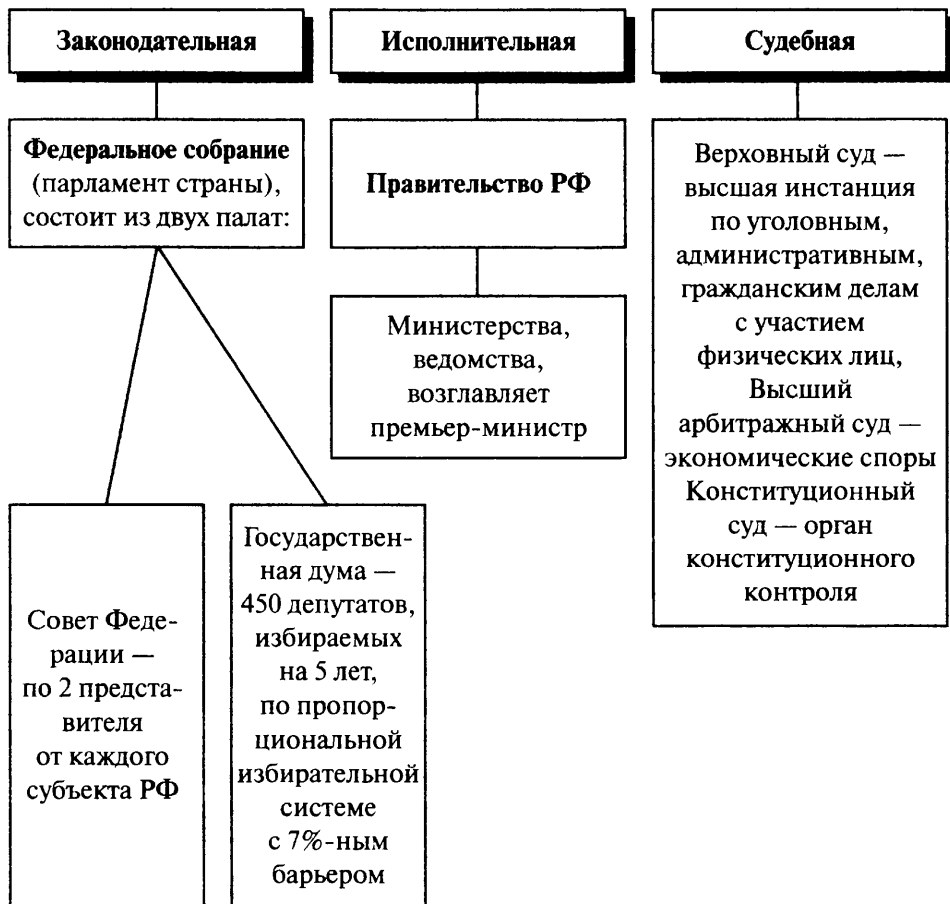 Законодательная
Федеральное собрание
(парламент страны),
состоит из двух палат:
Совет Феде-
рации —
по 2 предста-
вителя
от каждого
субъекта РФ
Государствен-
ная дума —
450 депутатов,
избираемых
на 5 лет,
по пропор-
циональной
избирательной
системе
с 7%-ным
барьером
Исполнительная
Правительство РФ
Министерства,
ведомства,
возглавляет
премьер-министр
Судебная
Верховный суд —
высшая инстанция
по уголовным,
административным,
гражданским делам
с участием
физических лиц,
Высший
арбитражный суд —
экономические споры
Конституционный
суд — орган
конституционного
контроля